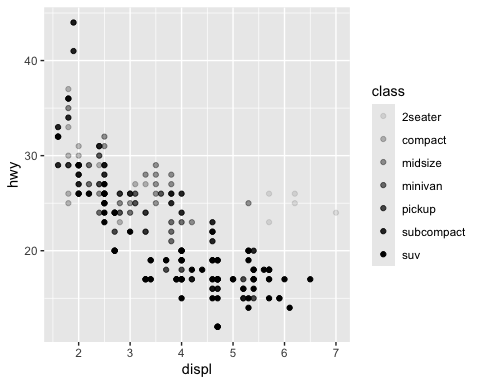 40
30
20
hwy
2
3
4
5
6
7
displ
class
2seater
compact
midsize
minivan
pickup
subcompact
suv